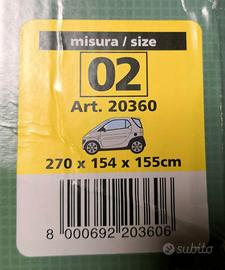 misura / size
02
Art. 20360
270 x 154 x 155cm
8 000692 203606
subito